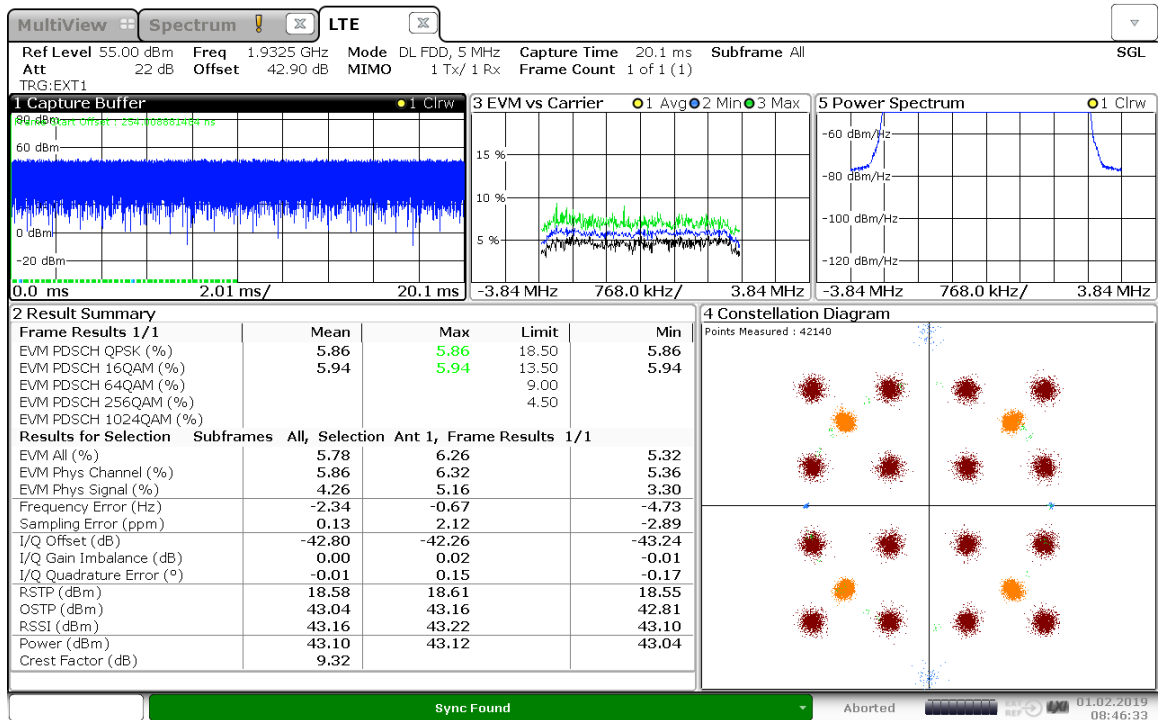 MultiView Spectrum LTE
Ref Level 55.00 dBm Freq 1.9325 GHz Mode DL FDD, 5 MHz Capture Time 20.1 ms Subframe All SGL
Att 22 dB Offset 42.90 dB MIMO 1 Tx/ 1 Rx Frame Count 1 of 1 (1)
TRG:EXT1
1 Capture Buffer 1 Clrw
80 dBm
Frame Start Offset : 254.008881484 ms
60 dBm
0 dBm
-20 dBm
0.0 ms 2.01 ms/ 20.1 ms
3 EVM vs Carrier 1 Avg 2 Min 3 Max
15 %
10 %
5 %
-3.84 MHz 768.0 kHz/ 3.84 MHz
5 Power Spectrum 1 Clrw
-60 dBm/Hz
-80 dBm/Hz
-100 dBm/Hz
-120 dBm/Hz
-3.84 MHz 768.0 kHz/ 3.84 MHz
2 Result Summary
Frame Results 1/1 Mean Max Limit Min
EVM PDSCH QPSK (%) 5.86 5.86 18.50 5.86
EVM PDSCH 16QAM (%) 5.94 5.94 13.50 5.94
EVM PDSCH 64QAM (%) 9.00
EVM PDSCH 256QAM (%) 4.50
EVM PDSCH 1024QAM (%)
Results for Selection Subframes All, Selection Ant 1, Frame Results 1/1
EVM All (%) 5.78 6.26 5.32
EVM Phys Channel (%) 5.86 6.32 5.36
EVM Phys Signal (%) 4.26 5.16 3.30
Frequency Error (Hz) -2.34 -0.67 -4.73
Sampling Error (ppm) 0.13 2.12 -2.89
I/Q Offset (dB) -42.80 -42.26 -43.24
I/Q Gain Imbalance (dB) 0.00 0.02 -0.01
I/Q Quadrature Error (°) -0.01 0.15 -0.17
RSTP (dBm) 18.58 18.61 18.55
OSTP (dBm) 43.04 43.16 42.81
RSSI (dBm) 43.16 43.22 43.10
Power (dBm) 43.10 43.12 43.04
Crest Factor (dB) 9.32
4 Constellation Diagram
Points Measured : 42140
Sync Found
Aborted
EXT
REF
LXI
01.02.2019
08:46:33